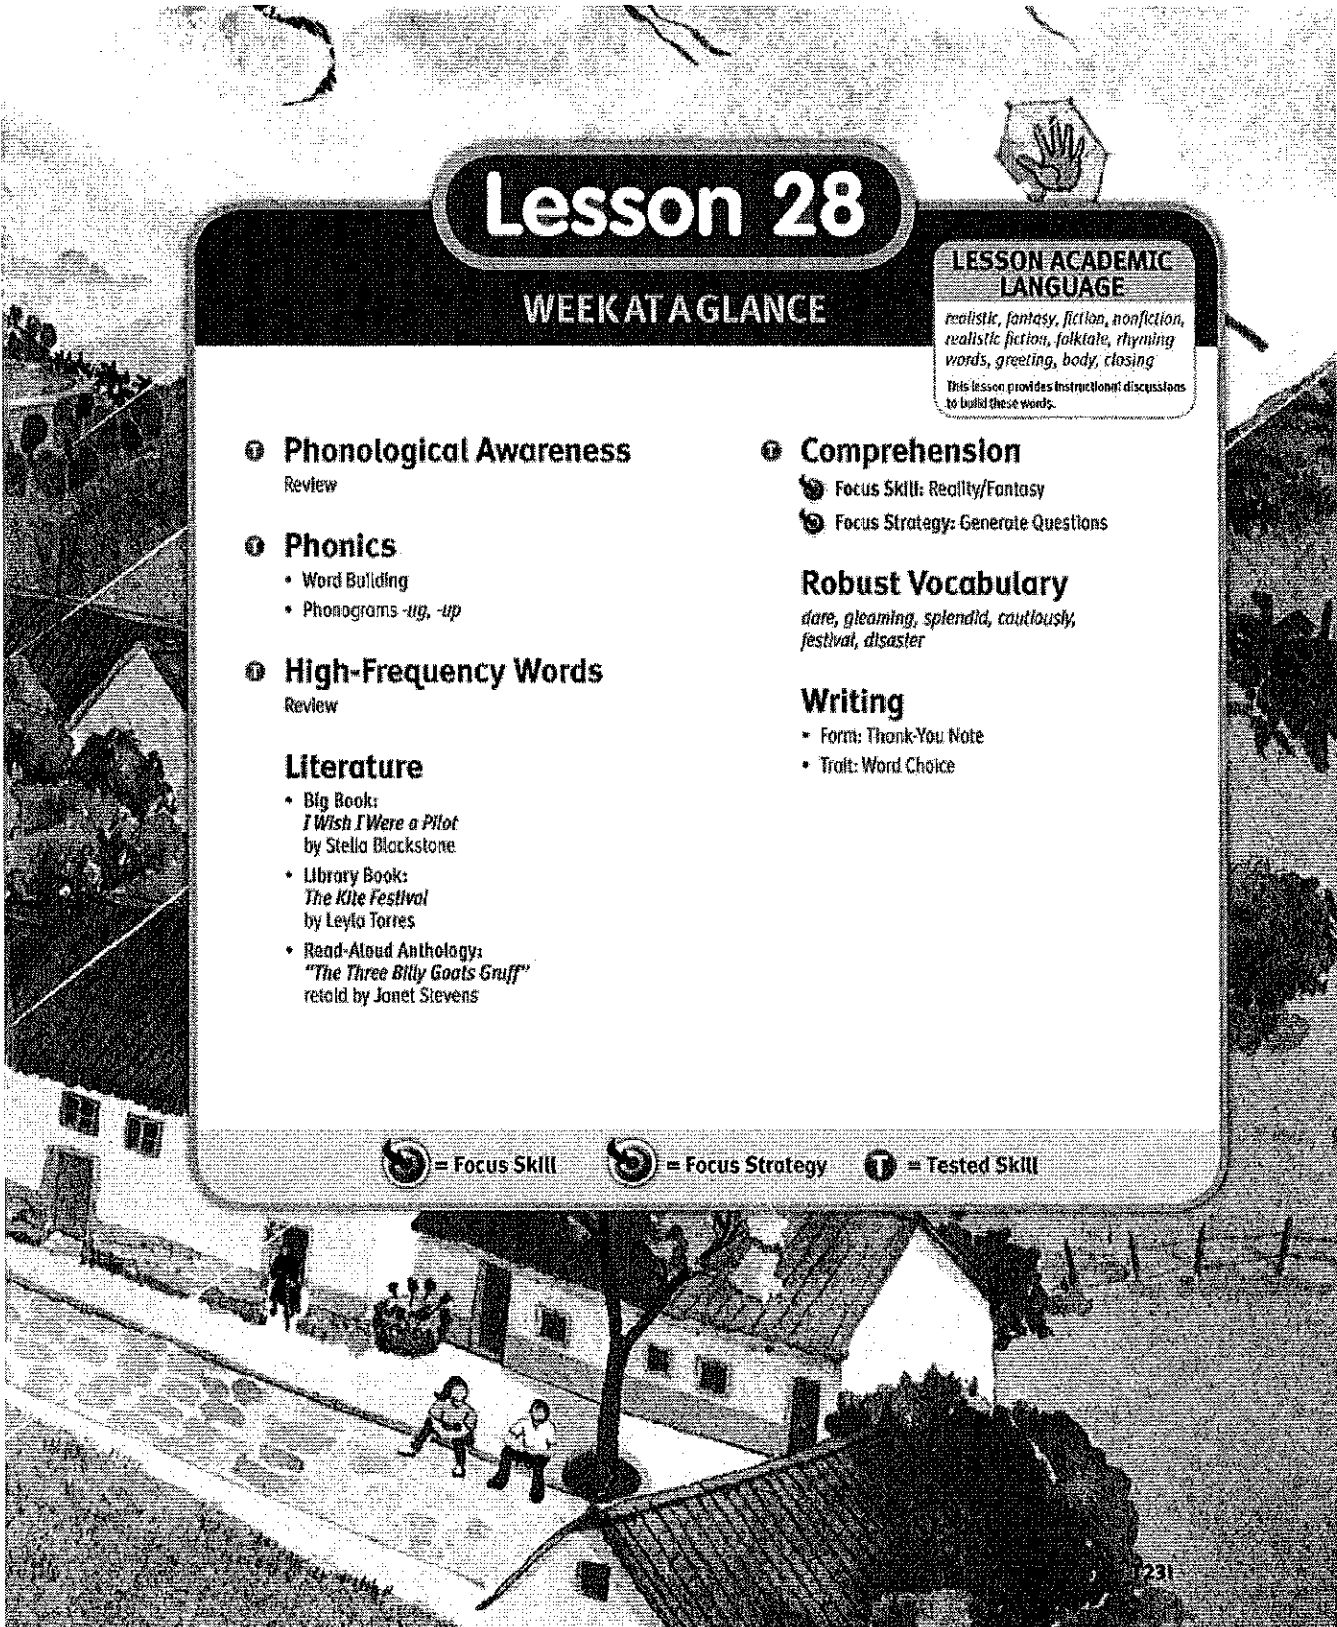 Lesson 28
WEEK AT A GLANCE
LESSON ACADEMIC
LANGUAGE
realistic, fantasy, fiction, nonfiction,
realistic fiction, folktale, rhyming
words, greeting, body, closing
This lesson provides instructional discussions
to build these words.
T Phonological Awareness
Review
T Phonics
• Word Building
• Phonograms -ug, -up
T High-Frequency Words
Review
Literature
• Big Book:
I Wish I Were a Pilot
by Stella Blackstone
• Library Book:
The Kite Festival
by Leyla Torres
• Read-Aloud Anthology:
"The Three Billy Goats Gruff"
retold by Janet Stevens
T Comprehension
Focus Skill: Reality/Fantasy
Focus Strategy: Generate Questions
Robust Vocabulary
dare, gleaming, splendid, cautiously,
festival, disaster
Writing
• Form: Thank-You Note
• Trait: Word Choice
= Focus Skill = Focus Strategy T = Tested Skill